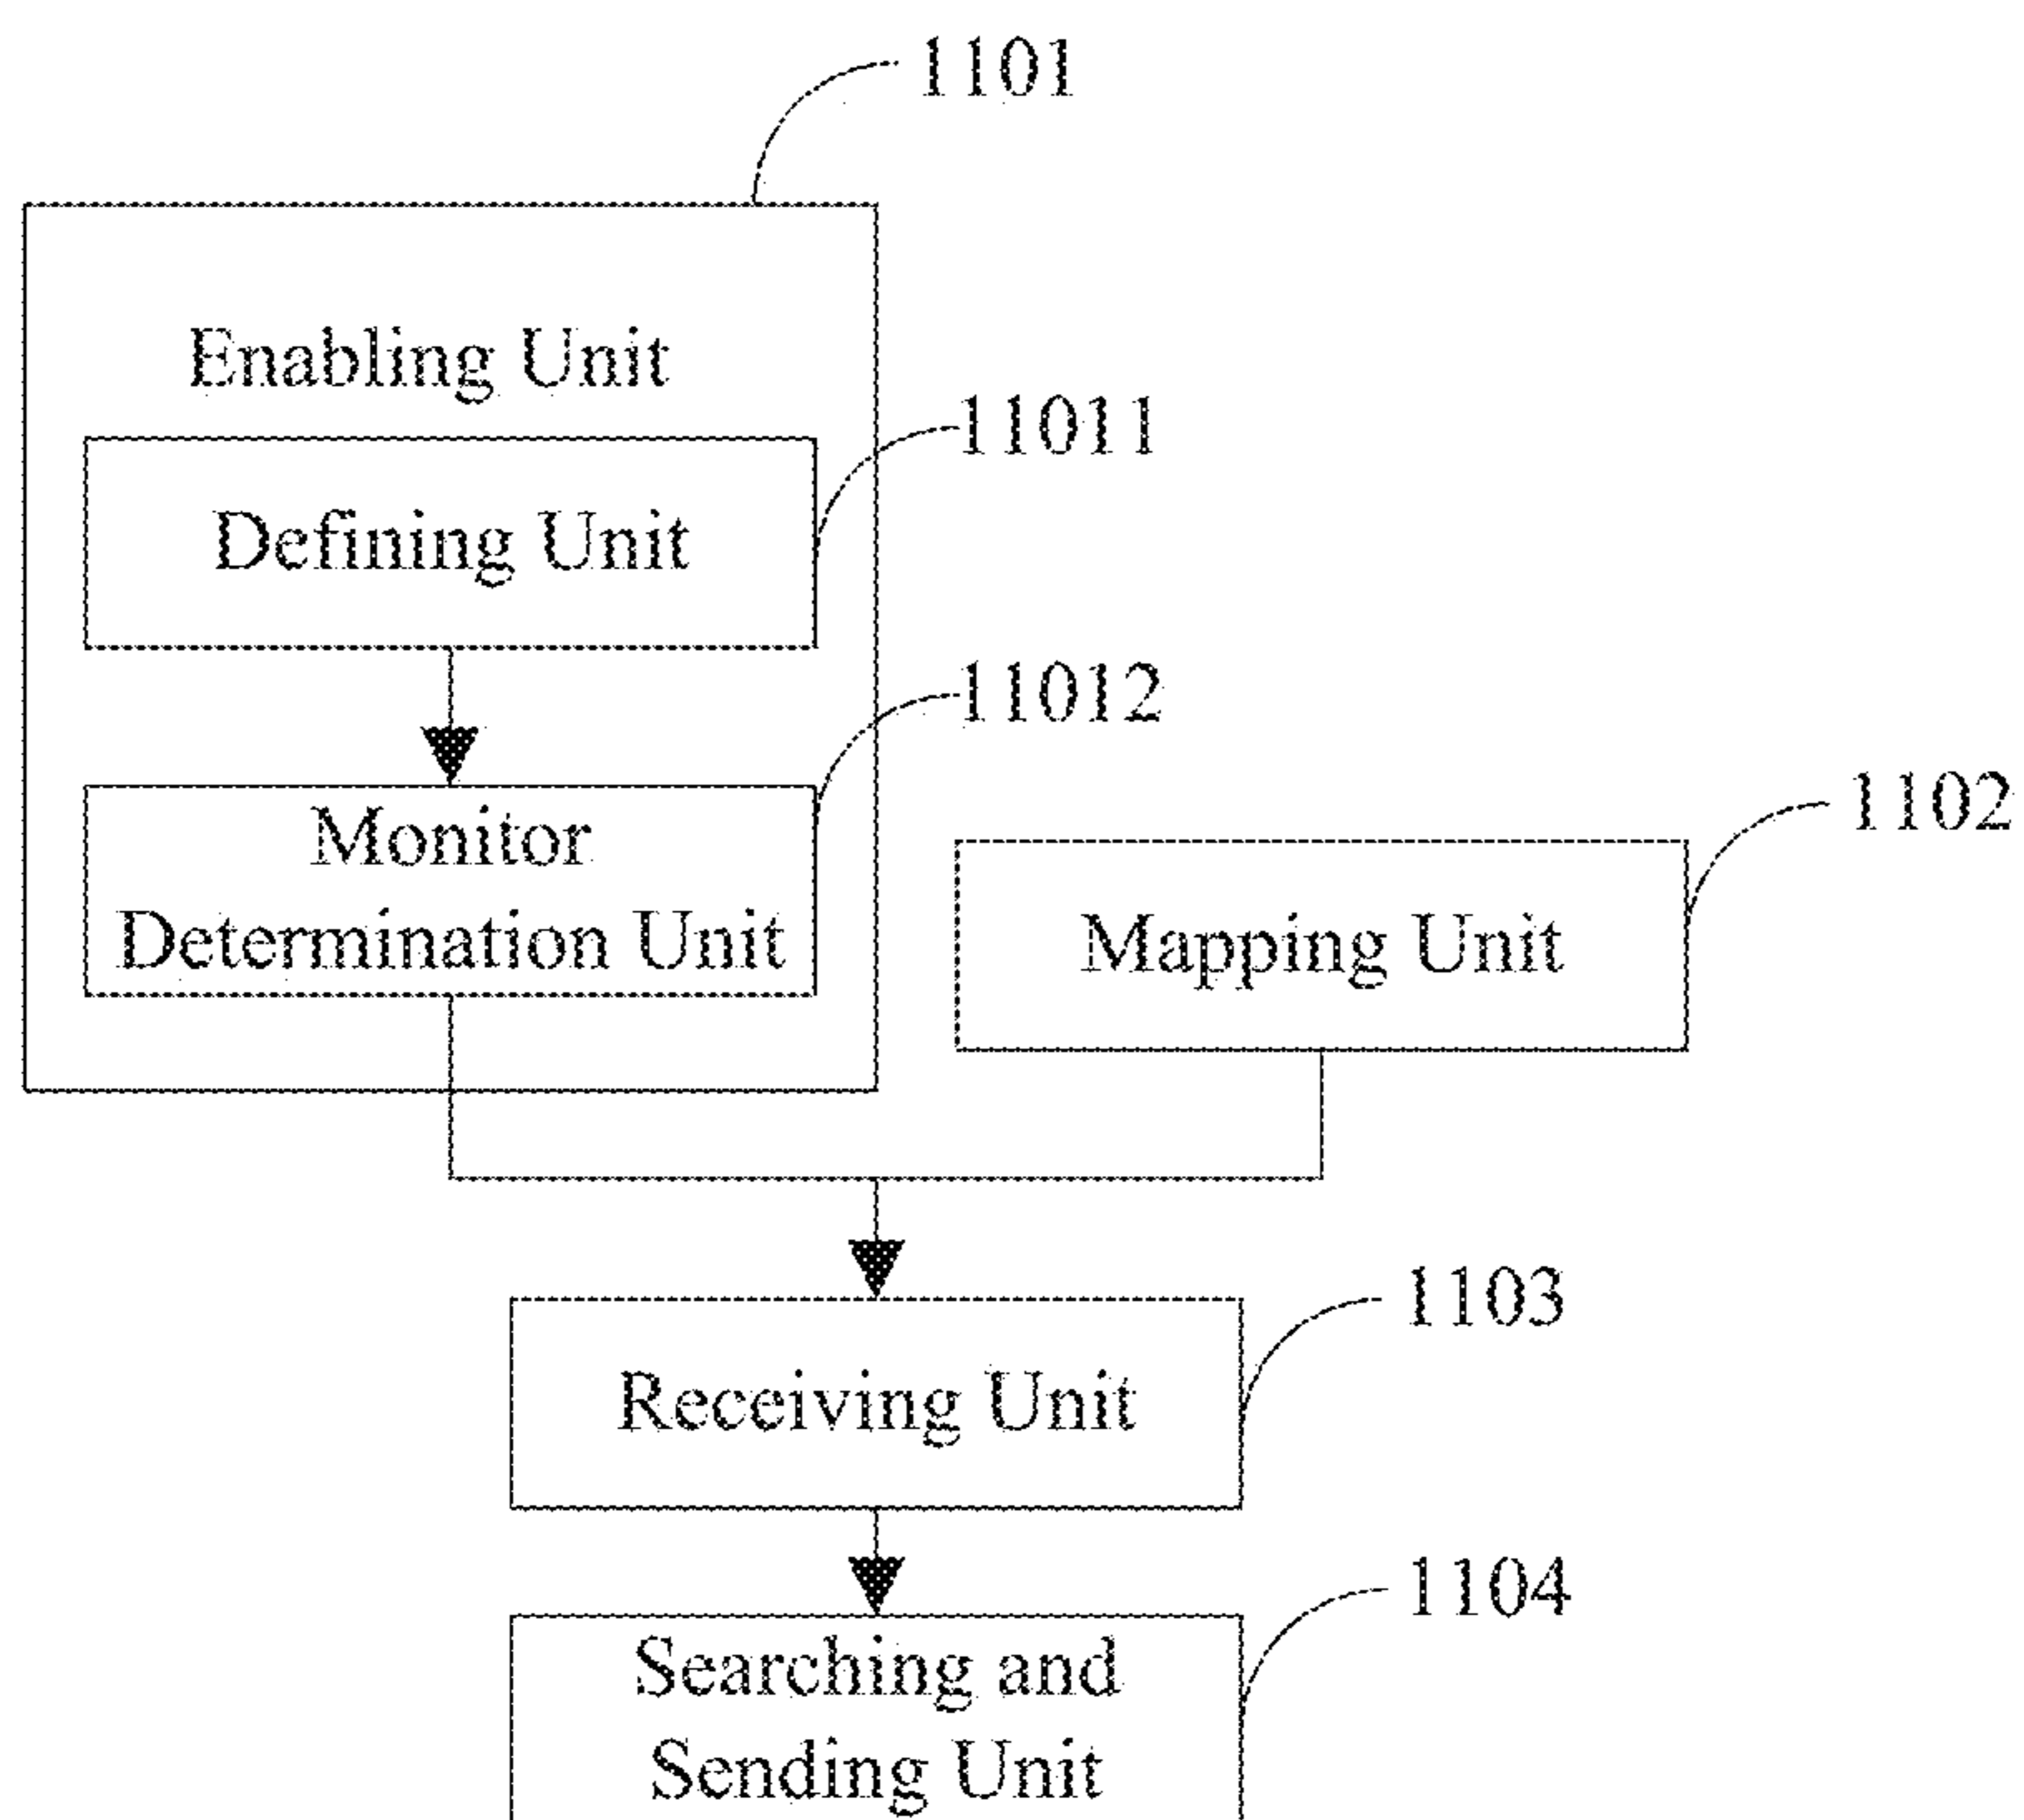 1101
Enabling Unit
11011
Defining Unit
11012
Monitor
Determination Unit
1102
Mapping Unit
1103
Receiving Unit
1104
Searching and
Sending Unit